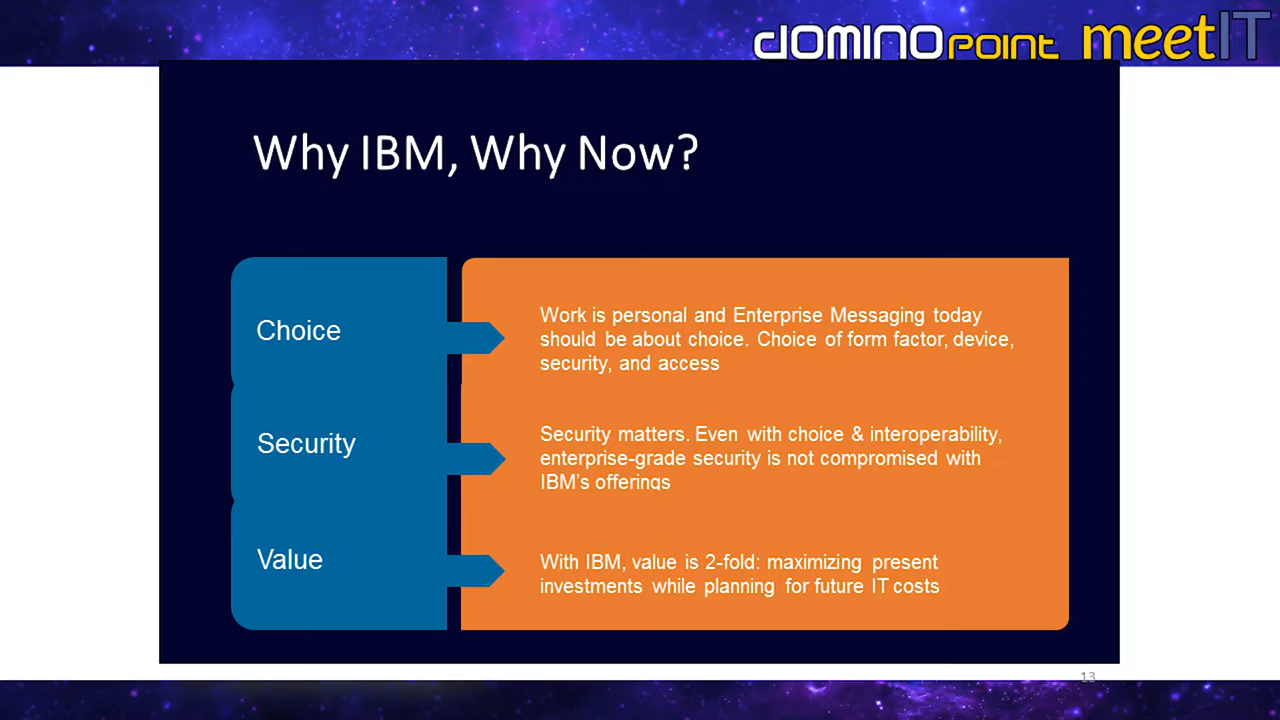 DOMINO POINT meetIT
Why IBM, Why Now?
Choice
Work is personal and Enterprise Messaging today
should be about choice. Choice of form factor, device,
security, and access
Security
Security matters. Even with choice & interoperability,
enterprise-grade security is not compromised with
IBM's offerings
Value
With IBM, value is 2-fold: maximizing present
investments while planning for future IT costs
13